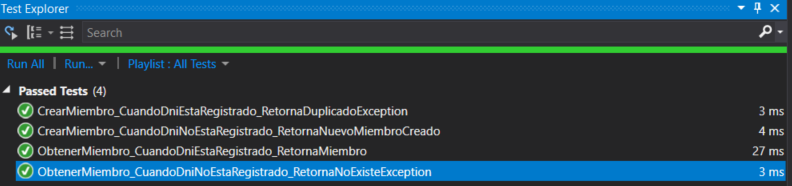 Test Explorer
Search
Run All | Run... | Playlist : All Tests
Passed Tests (4)
CrearMiembro_CuandoDniEstaRegistrado_RetornaDuplicadoException 3 ms
CrearMiembro_CuandoDniNoEstaRegistrado_RetornaNuevoMiembroCreado 4 ms
ObtenerMiembro_CuandoDniEstaRegistrado_RetornaMiembro 27 ms
ObtenerMiembro_CuandoDniNoEstaRegistrado_RetornaNoExisteException 3 ms